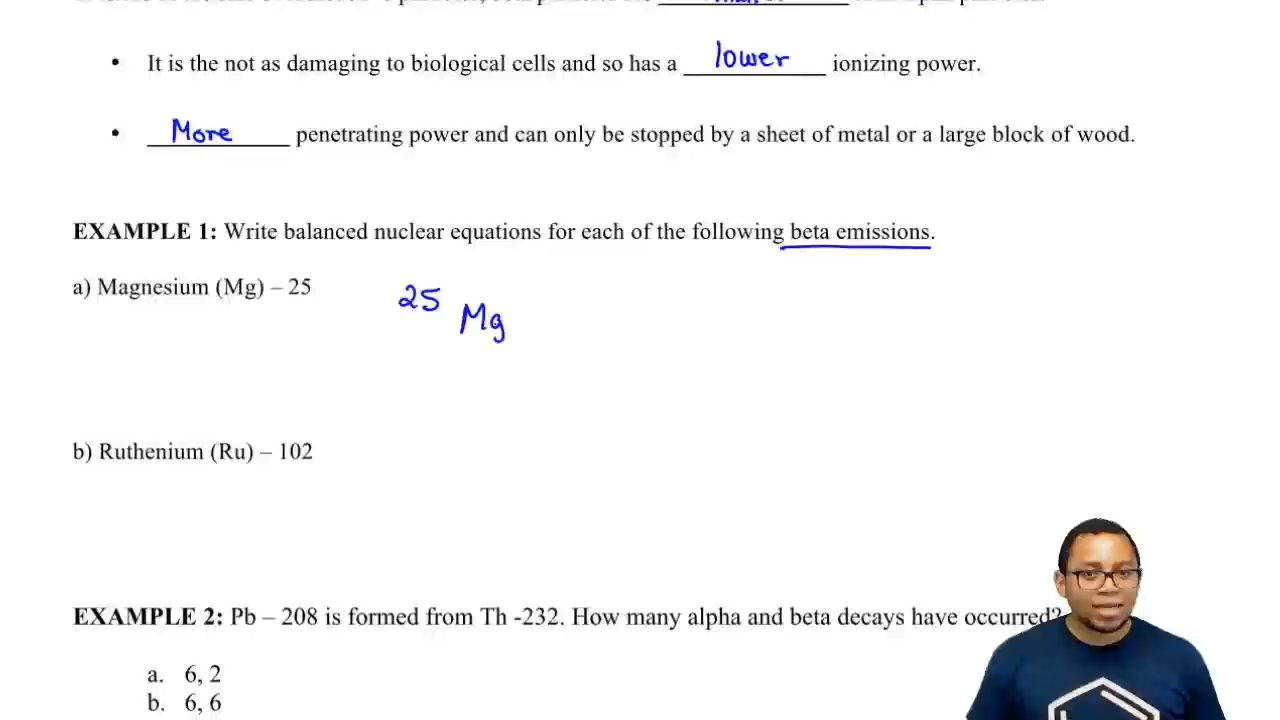 • It is the not as damaging to biological cells and so has a lower ionizing power.
• More penetrating power and can only be stopped by a sheet of metal or a large block of wood.
EXAMPLE 1: Write balanced nuclear equations for each of the following beta emissions.
a) Magnesium (Mg) – 25
25 Mg
b) Ruthenium (Ru) – 102
EXAMPLE 2: Pb – 208 is formed from Th -232. How many alpha and beta decays have occurred?
a. 6, 2
b. 6, 6